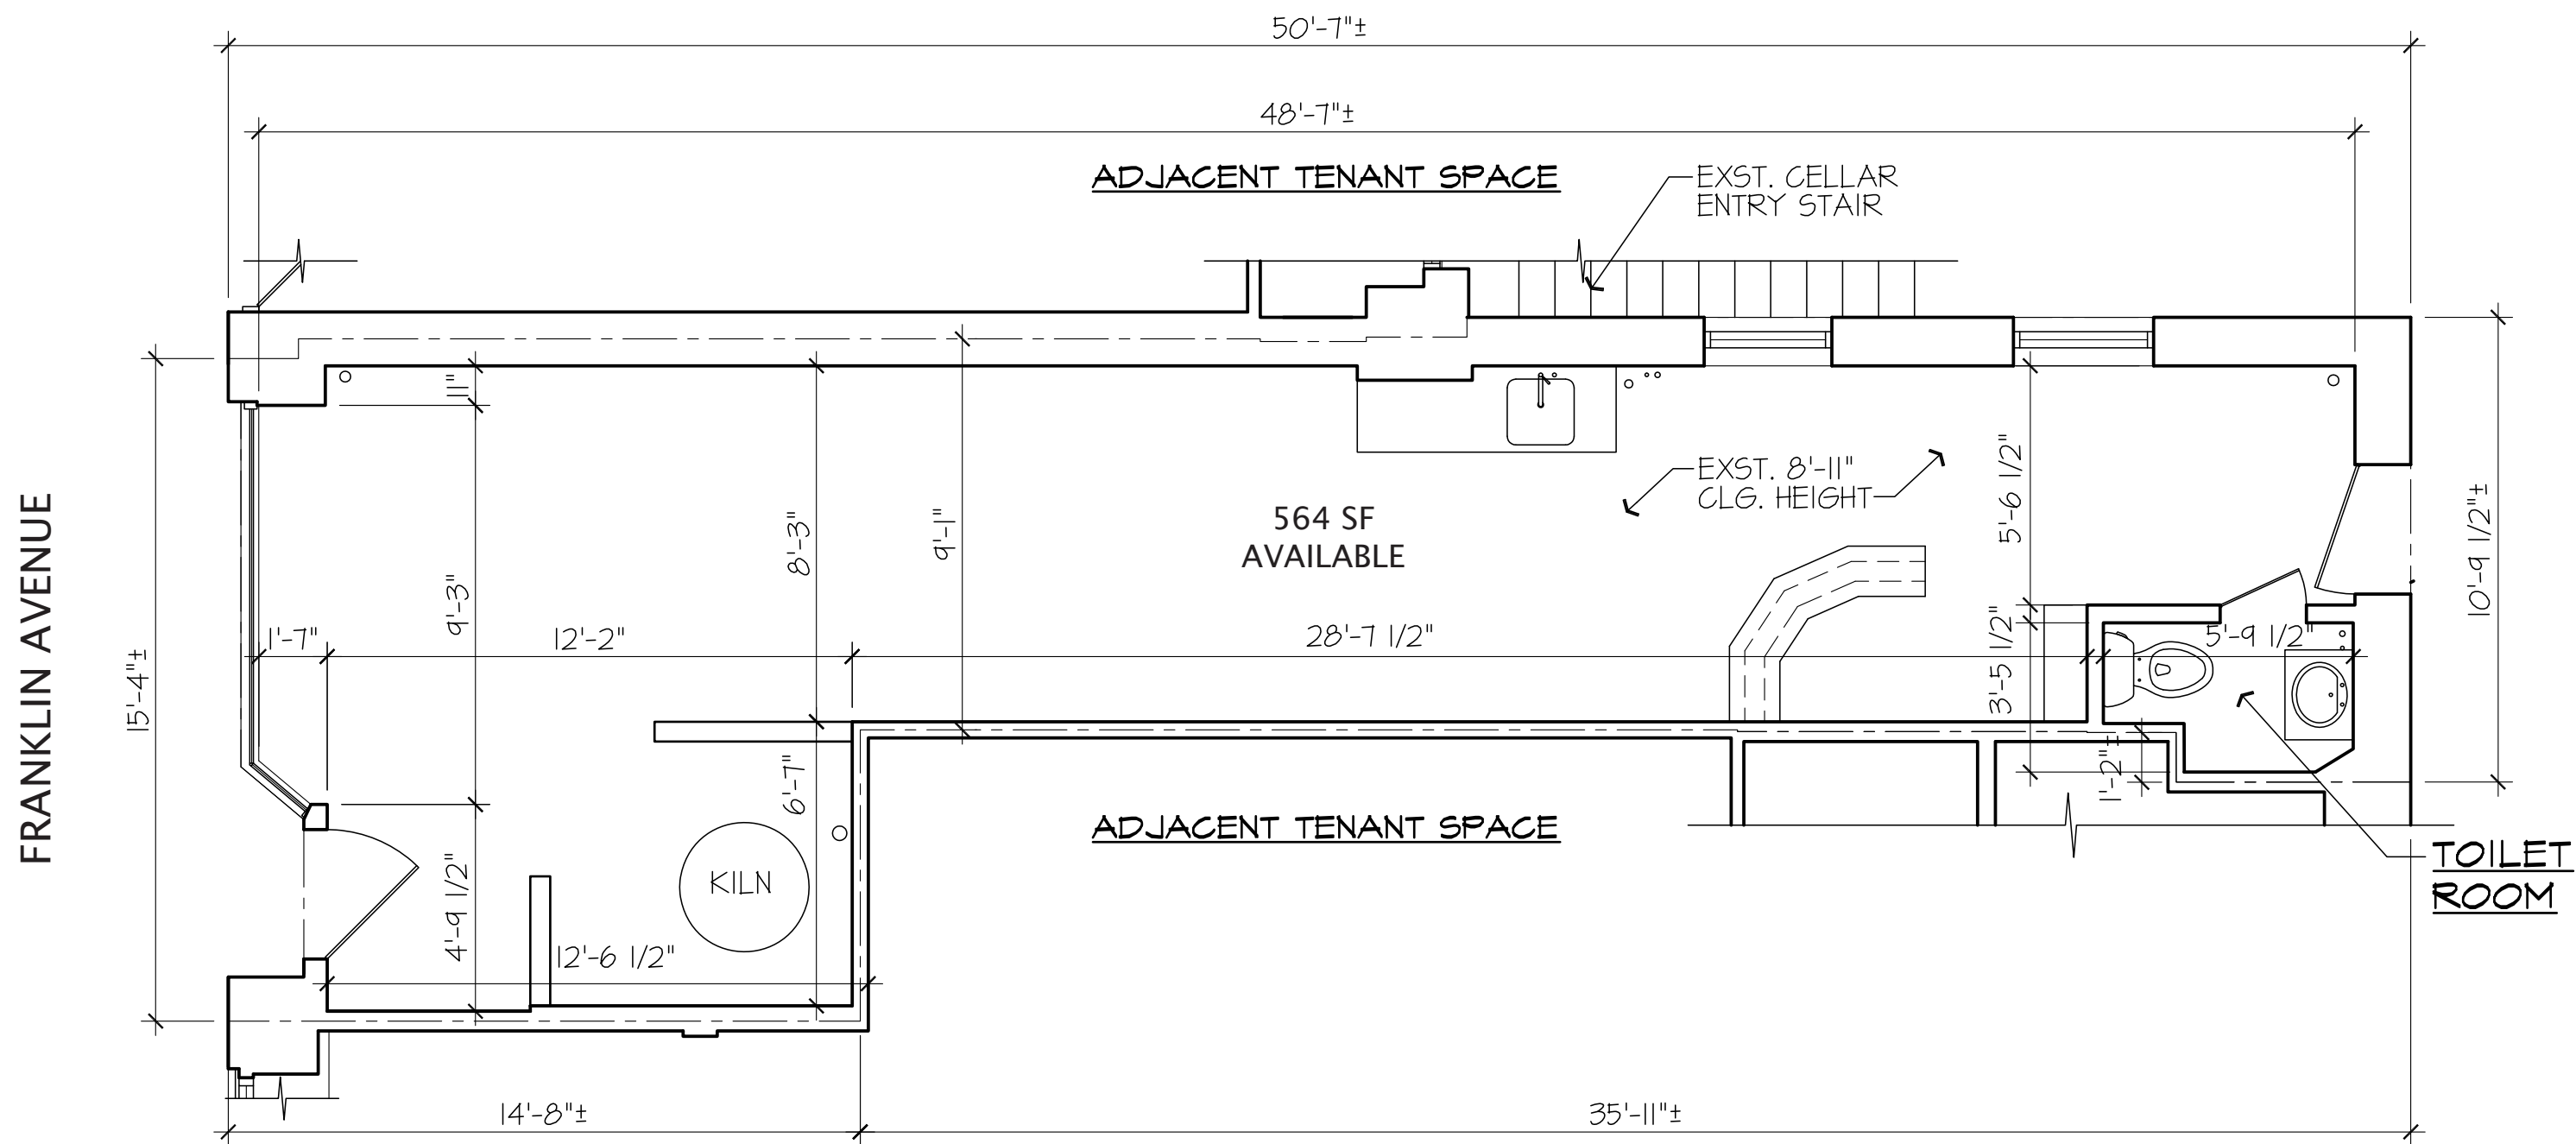 50'-7"±
48'-7"±
ADJACENT TENANT SPACE
EXST. CELLAR
ENTRY STAIR
11"
9'-3"
8'-3"
9'-1"
564 SF
AVAILABLE
EXST. 8'-11"
CLG. HEIGHT
5'-6 1/2"
10'-9 1/2"±
FRANKLIN AVENUE
15'-4"±
1'-7"
12'-2"
28'-7 1/2"
3'-5 1/2"
5'-9 1/2"
6'-7"
1'-2"±
ADJACENT TENANT SPACE
KILN
4'-9 1/2"
12'-6 1/2"
TOILET
ROOM
14'-8"±
35'-11"±